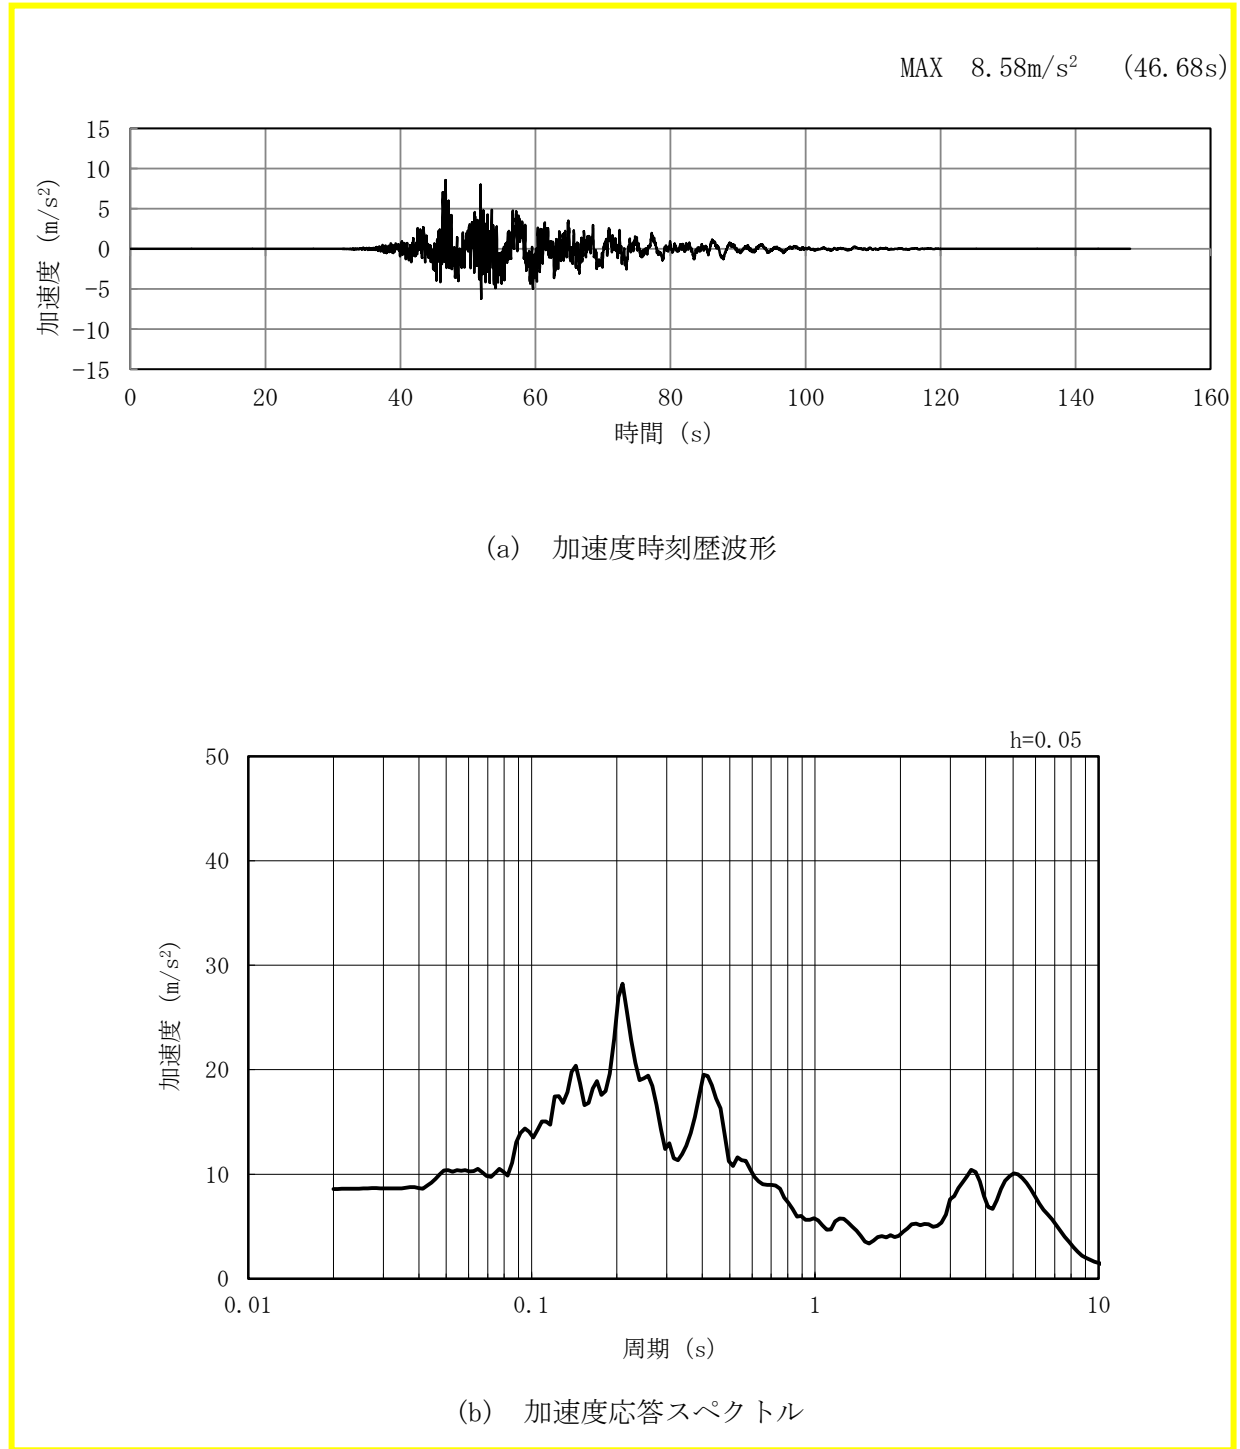 MAX 8.58m/s² (46.68s)
15
10
5
0
-5
-10
-15
加速度 (m/s²)
0 20 40 60 80 100 120 140 160
時間 (s)
(a) 加速度時刻歴波形
h=0.05
50
40
30
20
10
0
加速度 (m/s²)
0.01 0.1 1 10
周期 (s)
(b) 加速度応答スペクトル